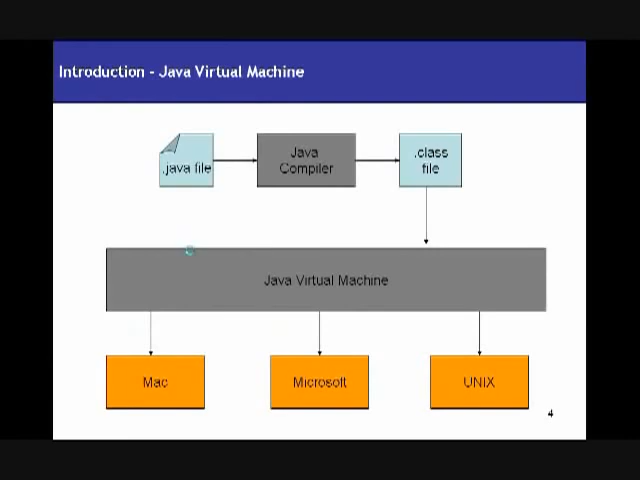 Introduction - Java Virtual Machine
.java file
Java
Compiler
.class
file
Java Virtual Machine
Mac
Microsoft
UNIX
4